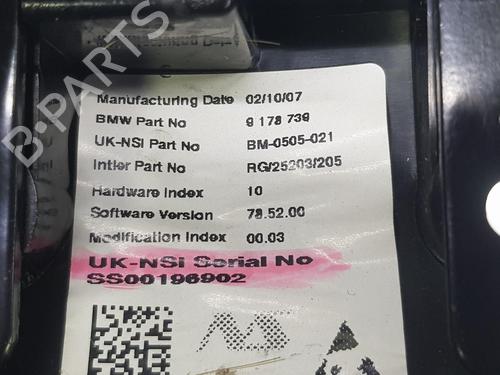 Manufacturing Date 02/10/07
BMW Part No 9 178 739
UK-NSI Part No BM-0505-021
Intier Part No RG/25203/205
Hardware Index 10
Software Version 78.52.00
Modification Index 00.03
UK-NSi Serial No
SS00196902